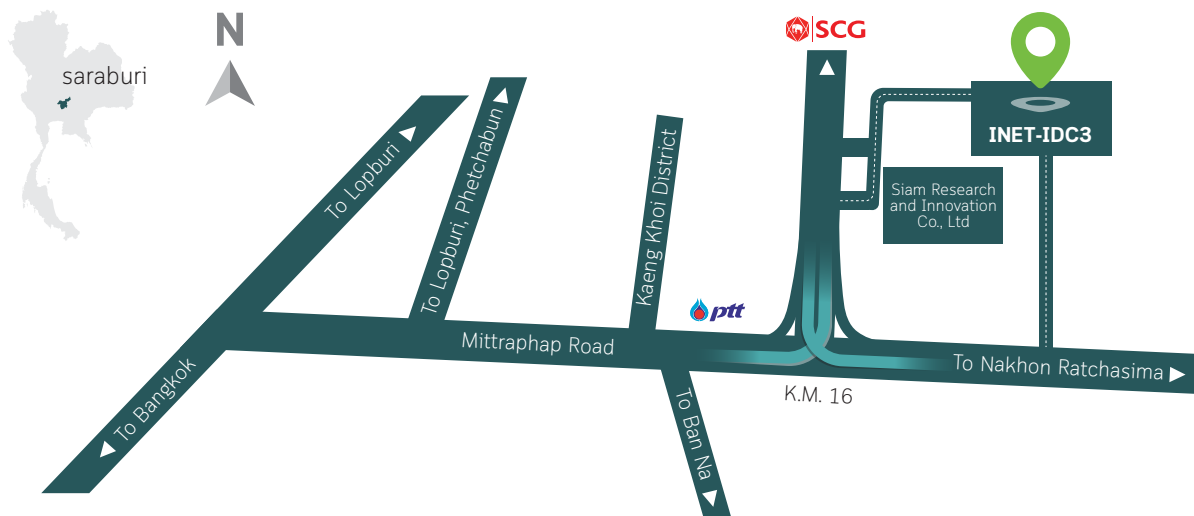 saraburi
N
SCG
INET-IDC3
To Lopburi
To Lopburi, Phetchabun
Kaeng Khoi District
Siam Research
and Innovation
Co., Ltd
ptt
Mittraphap Road
To Nakhon Ratchasima
To Bangkok
K.M. 16
To Ban Na